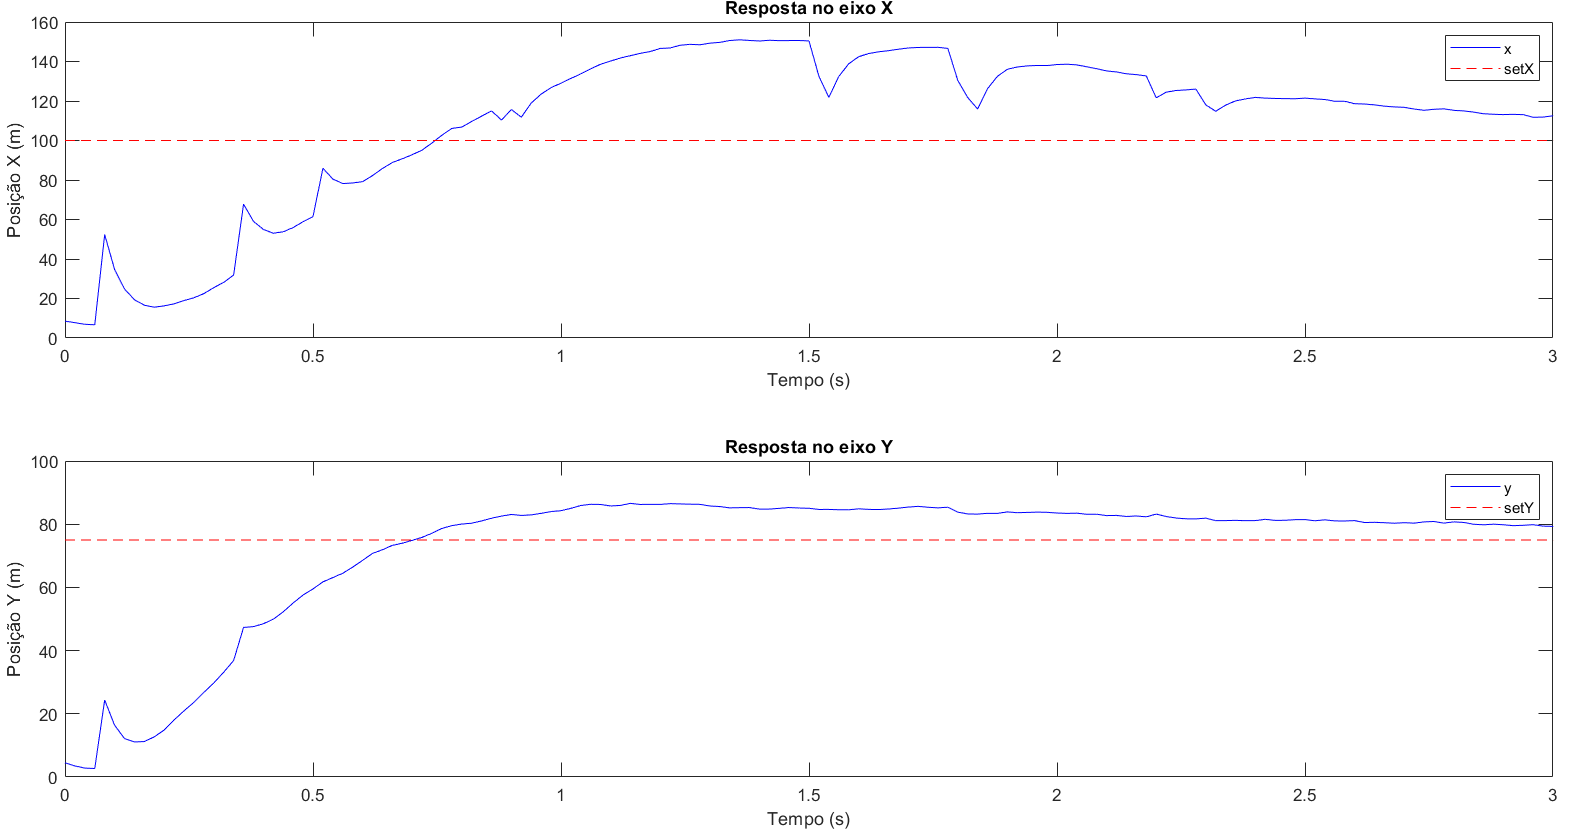 Resposta no eixo X
160
140
120
100
80
60
40
20
0
Posição X (m)
x
setX
0 0.5 1 1.5 2 2.5 3
Tempo (s)
Resposta no eixo Y
100
80
60
40
20
0
Posição Y (m)
y
setY
0 0.5 1 1.5 2 2.5 3
Tempo (s)